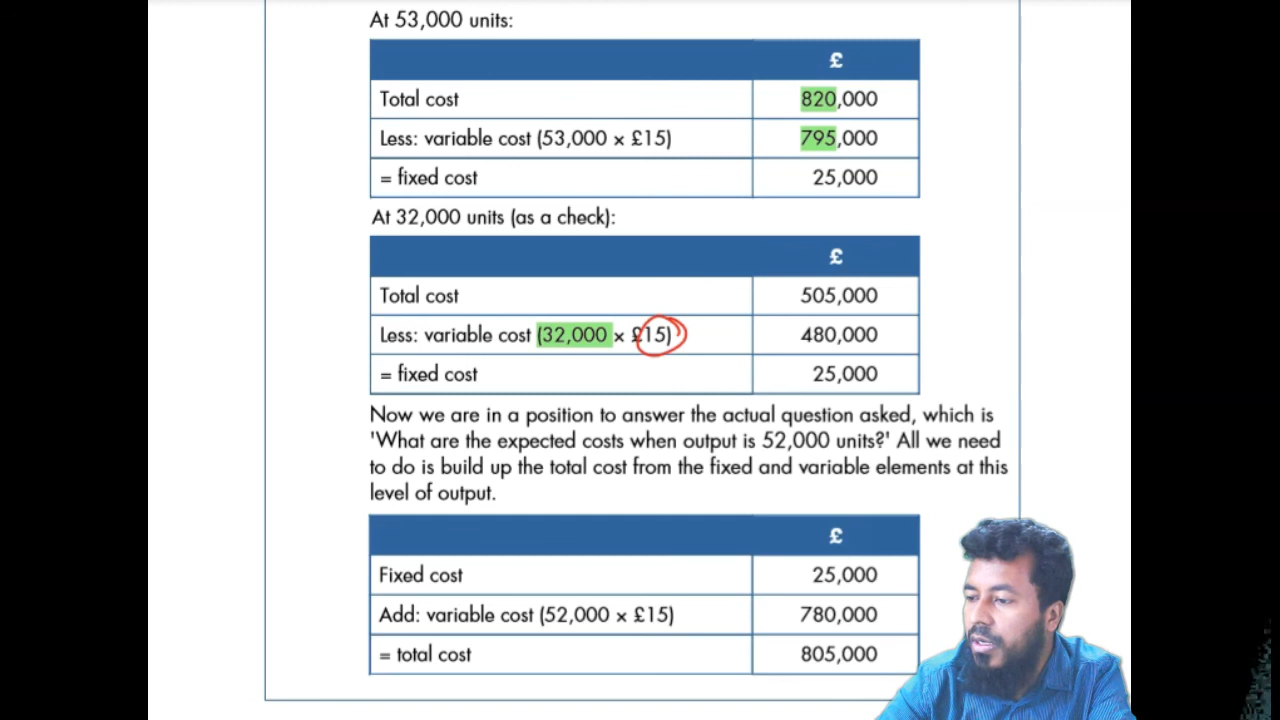 At 53,000 units:
£
Total cost 820,000
Less: variable cost (53,000 × £15) 795,000
= fixed cost 25,000
At 32,000 units (as a check):
£
Total cost 505,000
Less: variable cost (32,000 × £15) 480,000
= fixed cost 25,000
Now we are in a position to answer the actual question asked, which is
'What are the expected costs when output is 52,000 units?' All we need
to do is build up the total cost from the fixed and variable elements at this
level of output.
£
Fixed cost 25,000
Add: variable cost (52,000 × £15) 780,000
= total cost 805,000